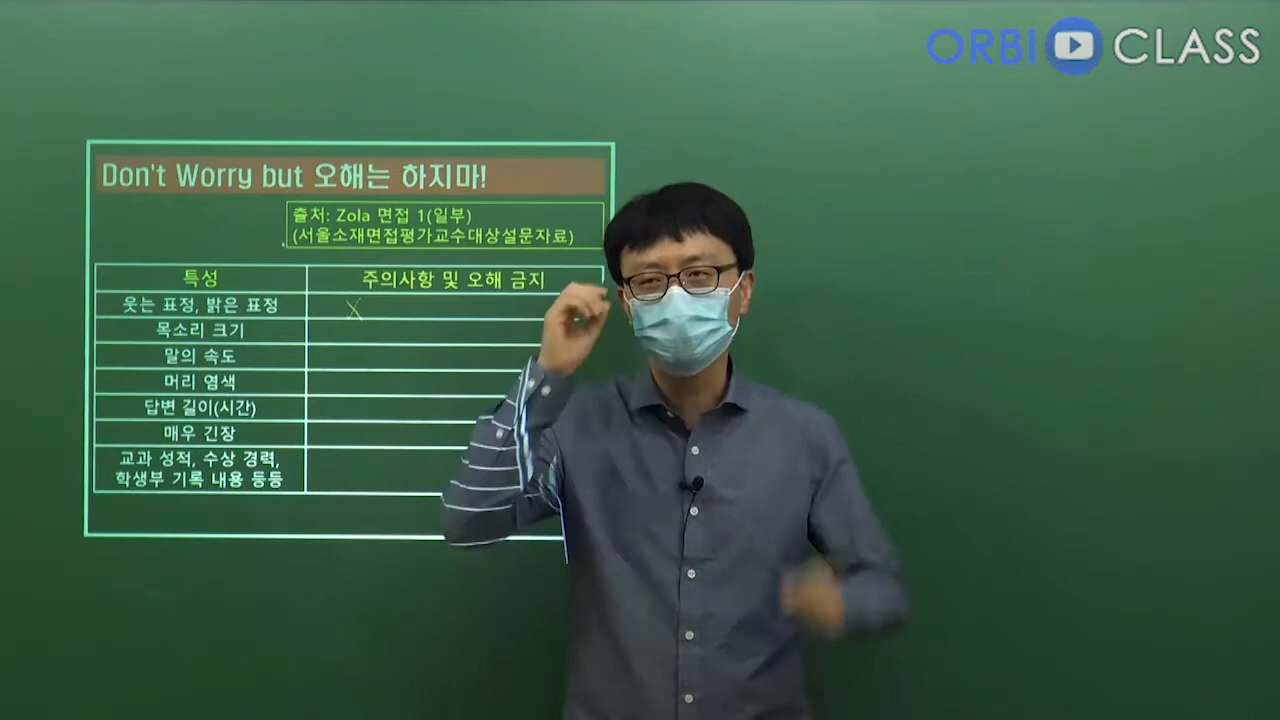 ORBI CLASS
Don't Worry but 오해는 하지마!
출처: Zola 면접 1(일부)
(서울소재면접평가교수대상설문자료)
특성 주의사항 및 오해 금지
웃는 표정, 밝은 표정 X
목소리 크기
말의 속도
머리 염색
답변 길이(시간)
매우 긴장
교과 성적, 수상 경력,
학생부 기록 내용 등등